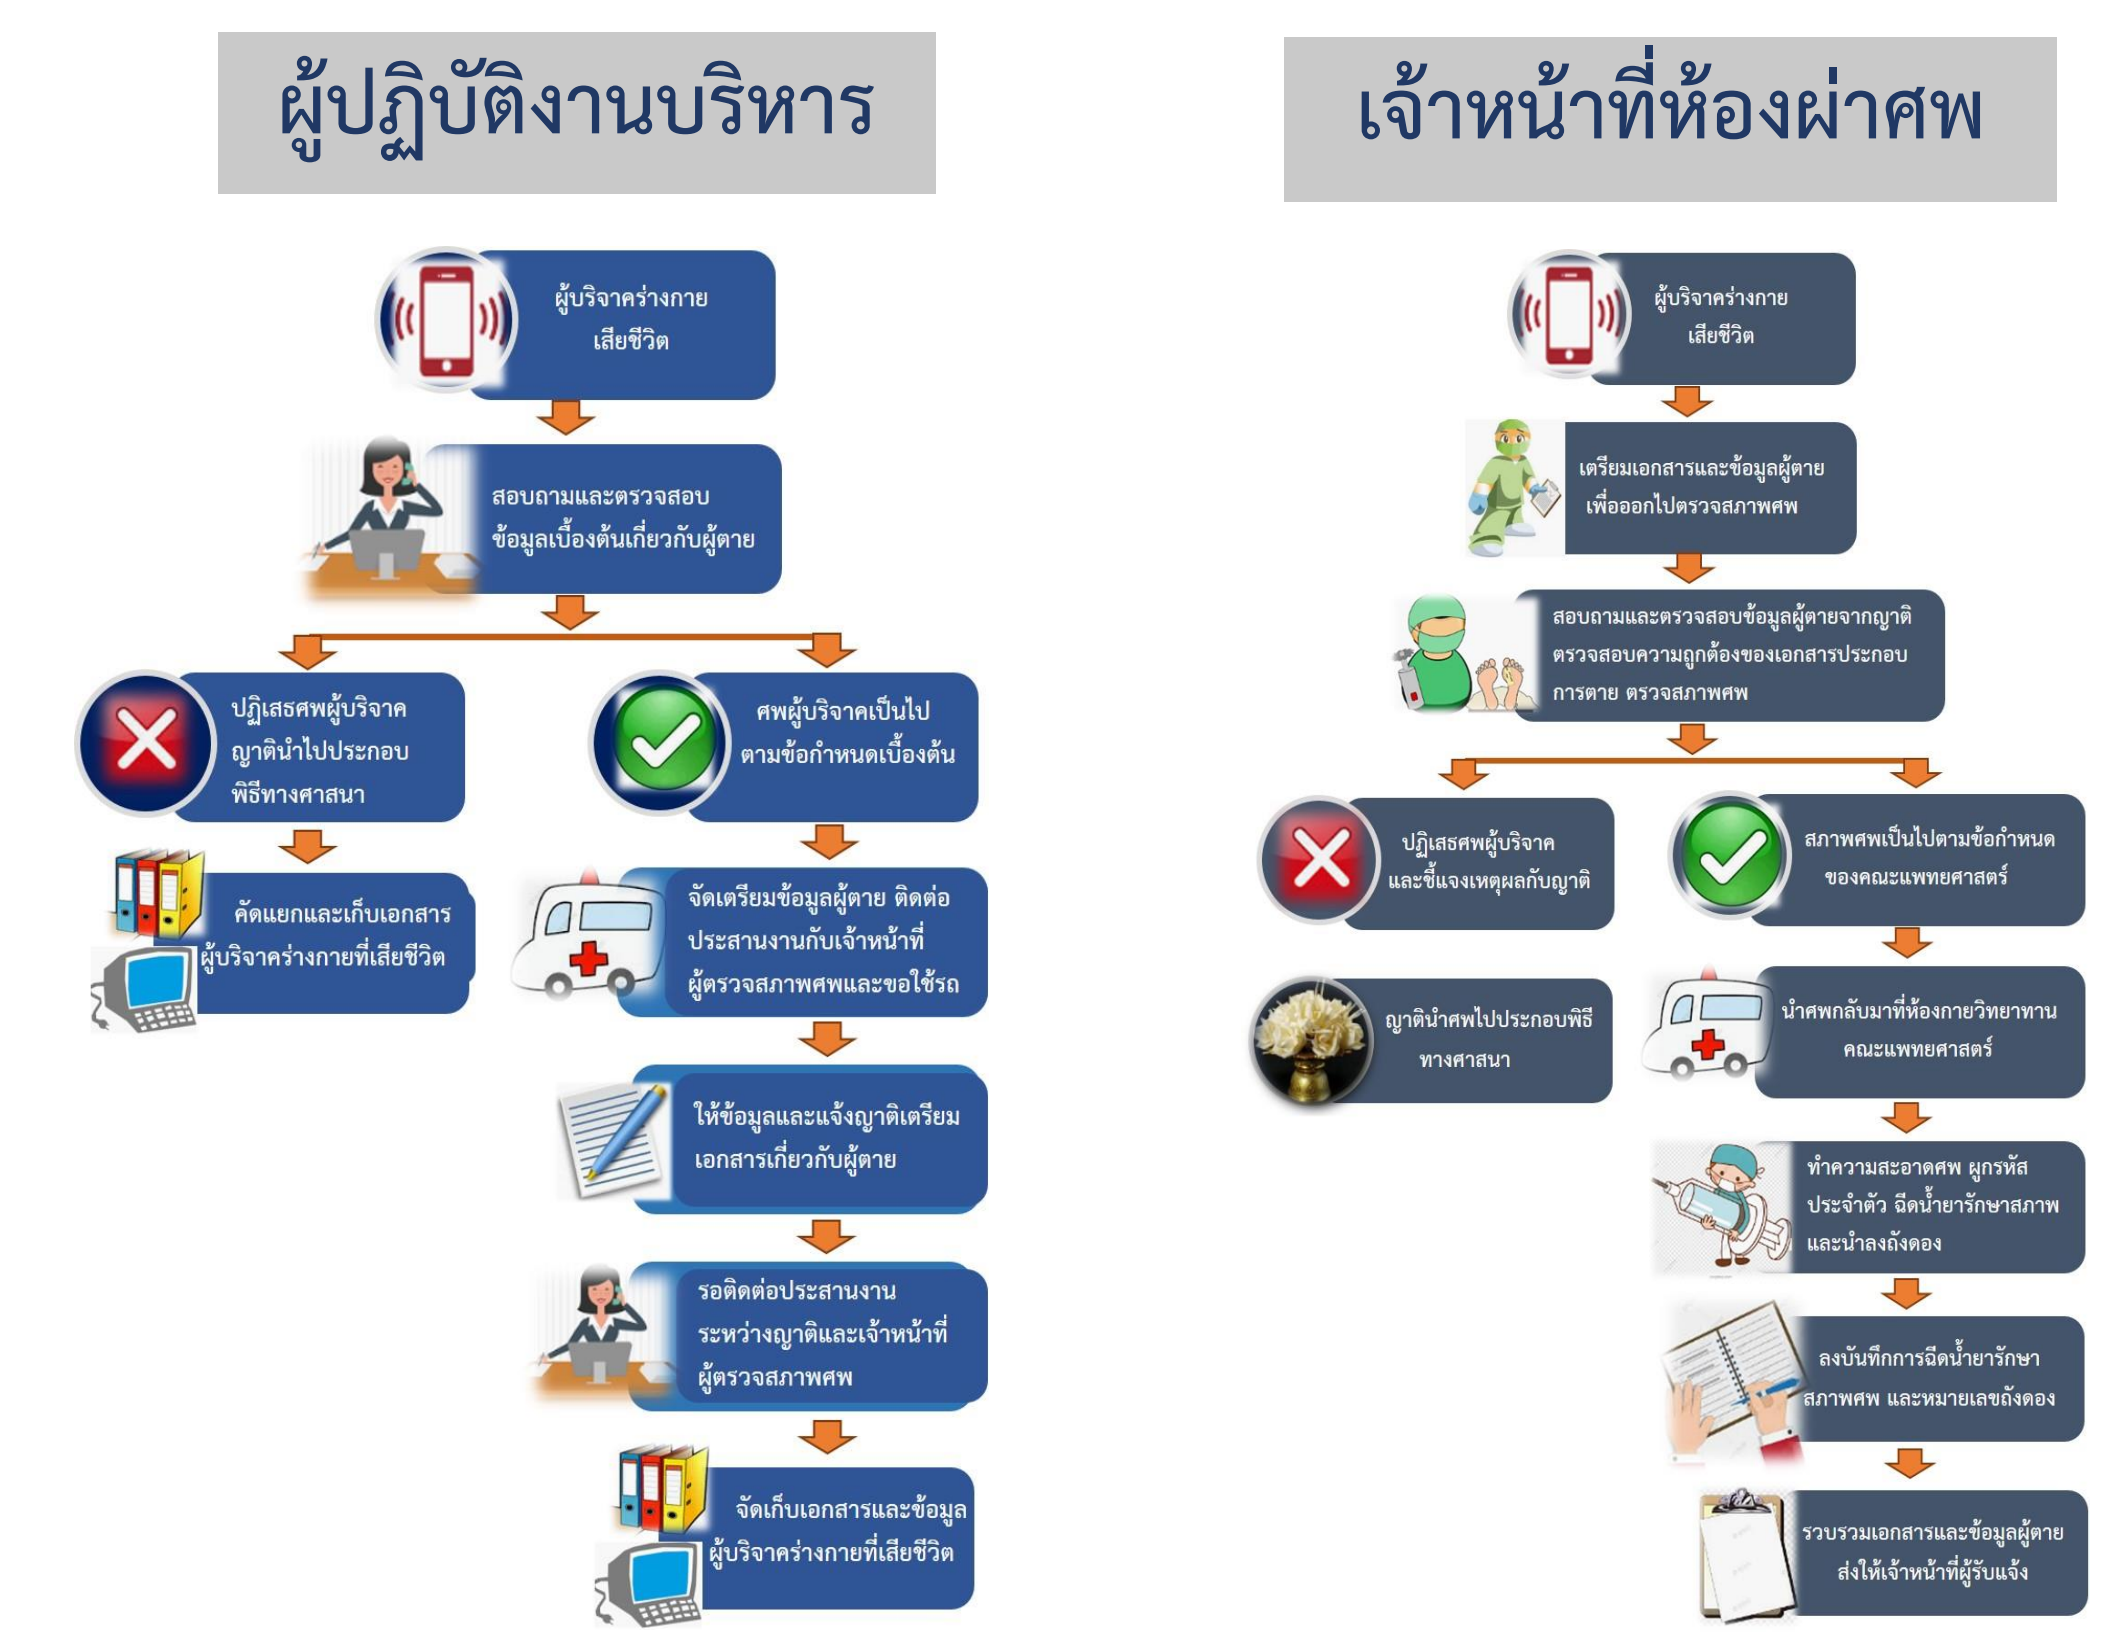 ผู้ปฏิบัติงานบริหาร
ผู้บริจาคร่างกาย
เสียชีวิต
สอบถามและตรวจสอบ
ข้อมูลเบื้องต้นเกี่ยวกับผู้ตาย
ปฏิเสธศพผู้บริจาค
ญาตินำไปประกอบ
พิธีทางศาสนา
คัดแยกและเก็บเอกสาร
ผู้บริจาคร่างกายที่เสียชีวิต
ศพผู้บริจาคเป็นไป
ตามข้อกำหนดเบื้องต้น
จัดเตรียมข้อมูลผู้ตาย ติดต่อ
ประสานงานกับเจ้าหน้าที่
ผู้ตรวจสภาพศพและขอใช้รถ
ให้ข้อมูลและแจ้งญาติเตรียม
เอกสารเกี่ยวกับผู้ตาย
รอติดต่อประสานงาน
ระหว่างญาติและเจ้าหน้าที่
ผู้ตรวจสภาพศพ
จัดเก็บเอกสารและข้อมูล
ผู้บริจาคร่างกายที่เสียชีวิต
เจ้าหน้าที่ห้องผ่าศพ
ผู้บริจาคร่างกาย
เสียชีวิต
เตรียมเอกสารและข้อมูลผู้ตาย
เพื่อออกไปตรวจสภาพศพ
สอบถามและตรวจสอบข้อมูลผู้ตายจากญาติ
ตรวจสอบความถูกต้องของเอกสารประกอบ
การตาย ตรวจสภาพศพ
ปฏิเสธศพผู้บริจาค
และชี้แจงเหตุผลกับญาติ
ญาตินำศพไปประกอบพิธี
ทางศาสนา
สภาพศพเป็นไปตามข้อกำหนด
ของคณะแพทยศาสตร์
นำศพกลับมาที่ห้องกายวิทยาทาน
คณะแพทยศาสตร์
ทำความสะอาดศพ ผูกรหัส
ประจำตัว ฉีดน้ำยารักษาสภาพ
และนำลงถังดอง
ลงบันทึกการฉีดน้ำยารักษา
สภาพศพ และหมายเลขถังดอง
รวบรวมเอกสารและข้อมูลผู้ตาย
ส่งให้เจ้าหน้าที่ผู้รับแจ้ง